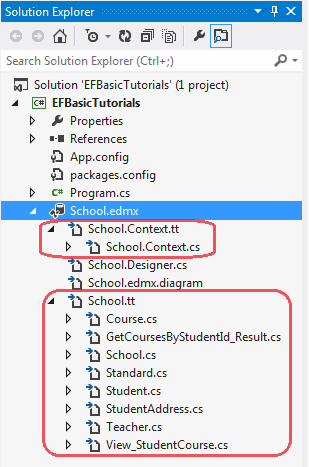 Solution Explorer
Search Solution Explorer (Ctrl+;)
Solution 'EFBasicTutorials' (1 project)
C# EFBasicTutorials
Properties
References
App.config
packages.config
C# Program.cs
School.edmx
School.Context.tt
School.Context.cs
School.Designer.cs
School.edmx.diagram
School.tt
Course.cs
GetCoursesByStudentId_Result.cs
School.cs
Standard.cs
Student.cs
StudentAddress.cs
Teacher.cs
View_StudentCourse.cs